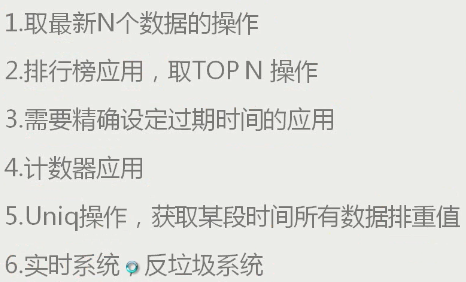 1.取最新N个数据的操作
2.排行榜应用，取TOP N 操作
3.需要精确设定过期时间的应用
4.计数器应用
5.Uniq操作，获取某段时间所有数据排重值
6.实时系统 反垃圾系统